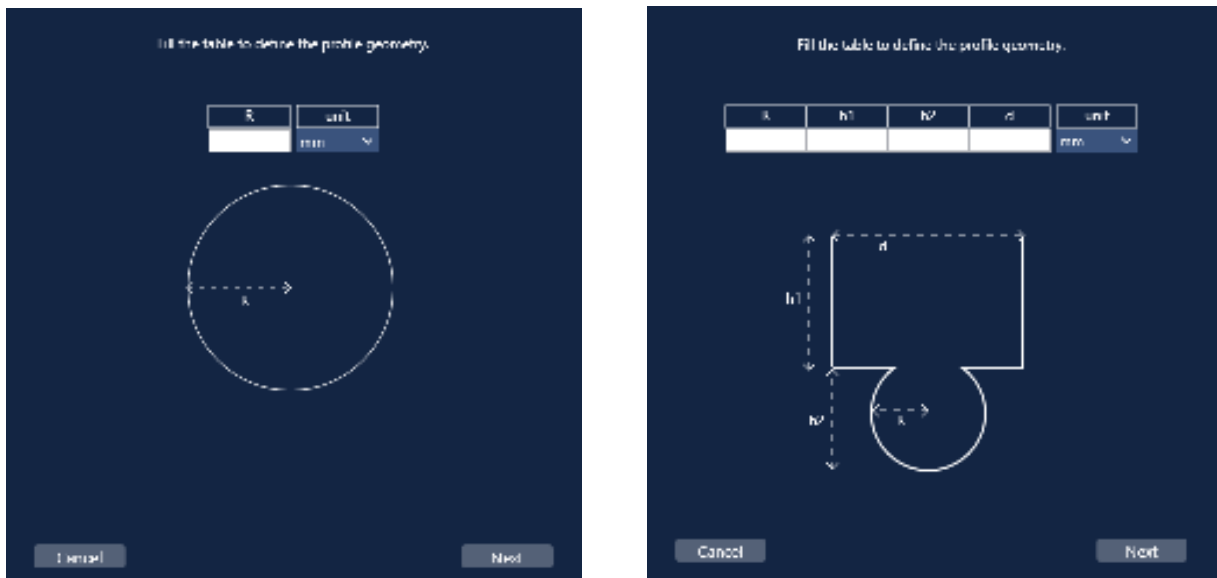 Fill the table to define the profile geometry.
R unit
mm
R
Cancel Next
Fill the table to define the profile geometry.
R h1 h2 d unit
mm
d
h1
h2
R
Cancel Next